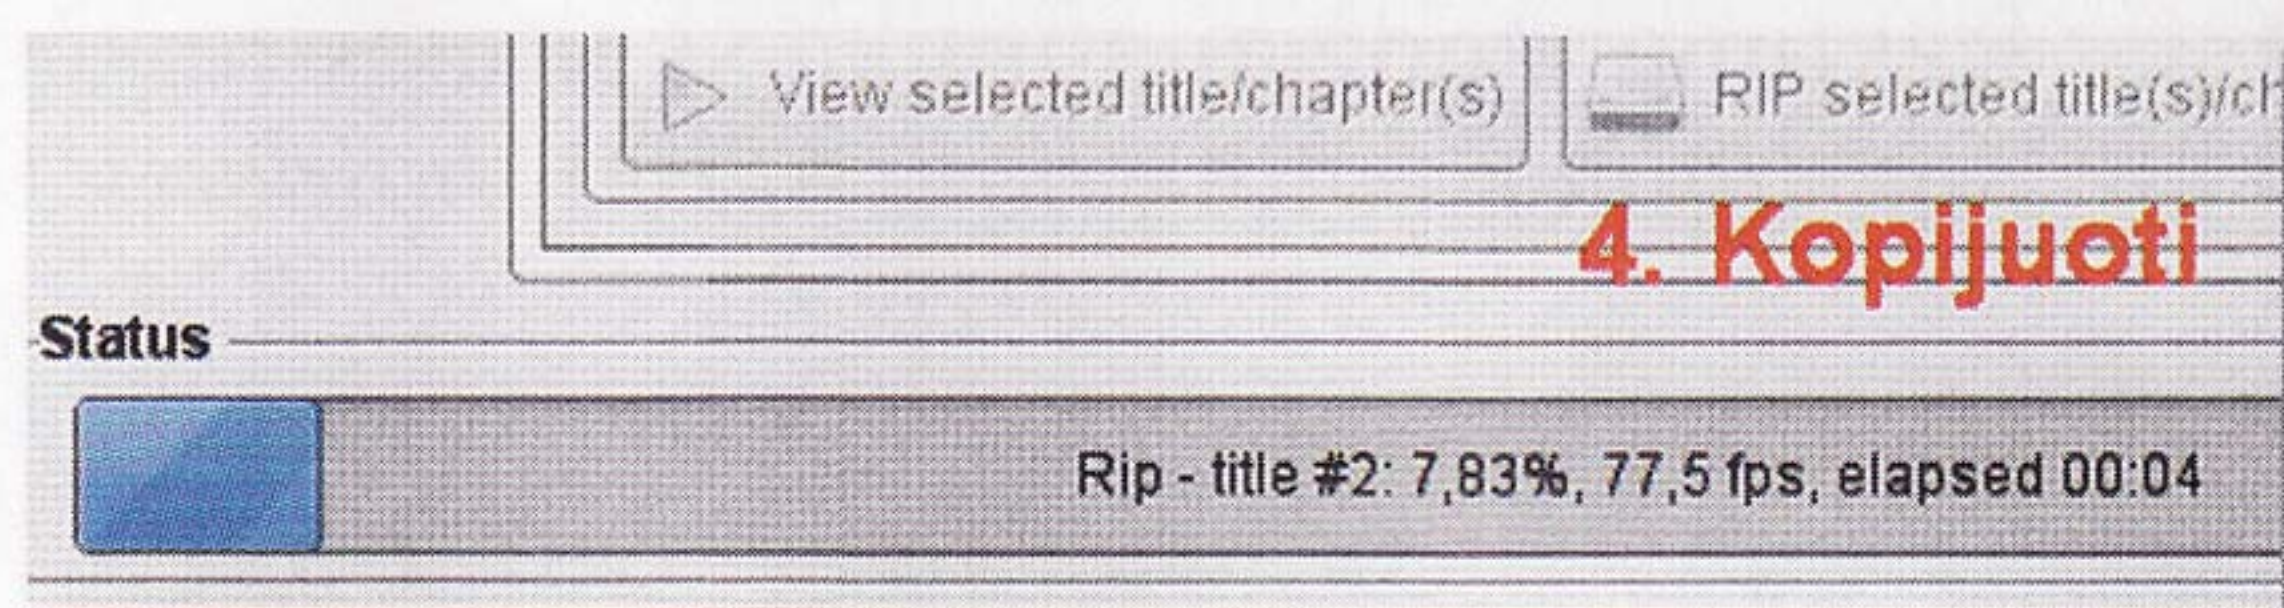 View selected title/chapter(s) RIP selected title(s)/ch
4. Kopijuoti
Status
Rip - title #2: 7,83%, 77,5 fps, elapsed 00:04